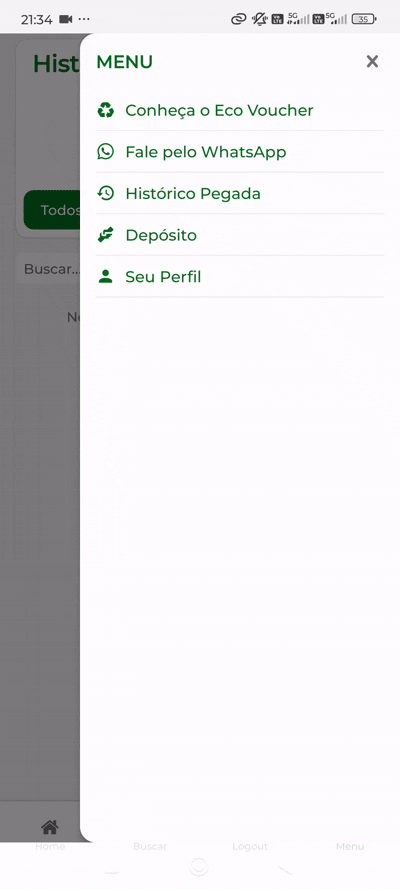 21:34
5G
5G
35
Hist
MENU
Conheça o Eco Voucher
Fale pelo WhatsApp
Histórico Pegada
Todos
Depósito
Buscar...
Seu Perfil
Home
Buscar
Logout
Menu